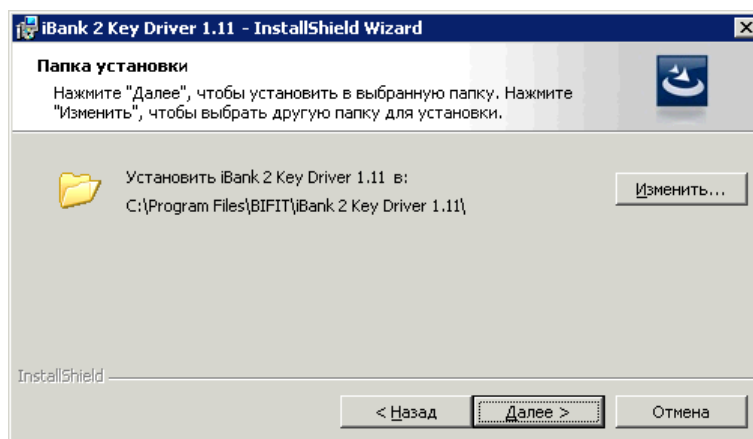 iBank 2 Key Driver 1.11 - InstallShield Wizard
Папка установки
Нажмите "Далее", чтобы установить в выбранную папку. Нажмите
"Изменить", чтобы выбрать другую папку для установки.
Установить iBank 2 Key Driver 1.11 в:
C:\Program Files\BIFIT\iBank 2 Key Driver 1.11\
Изменить...
InstallShield
< Назад
Далее >
Отмена